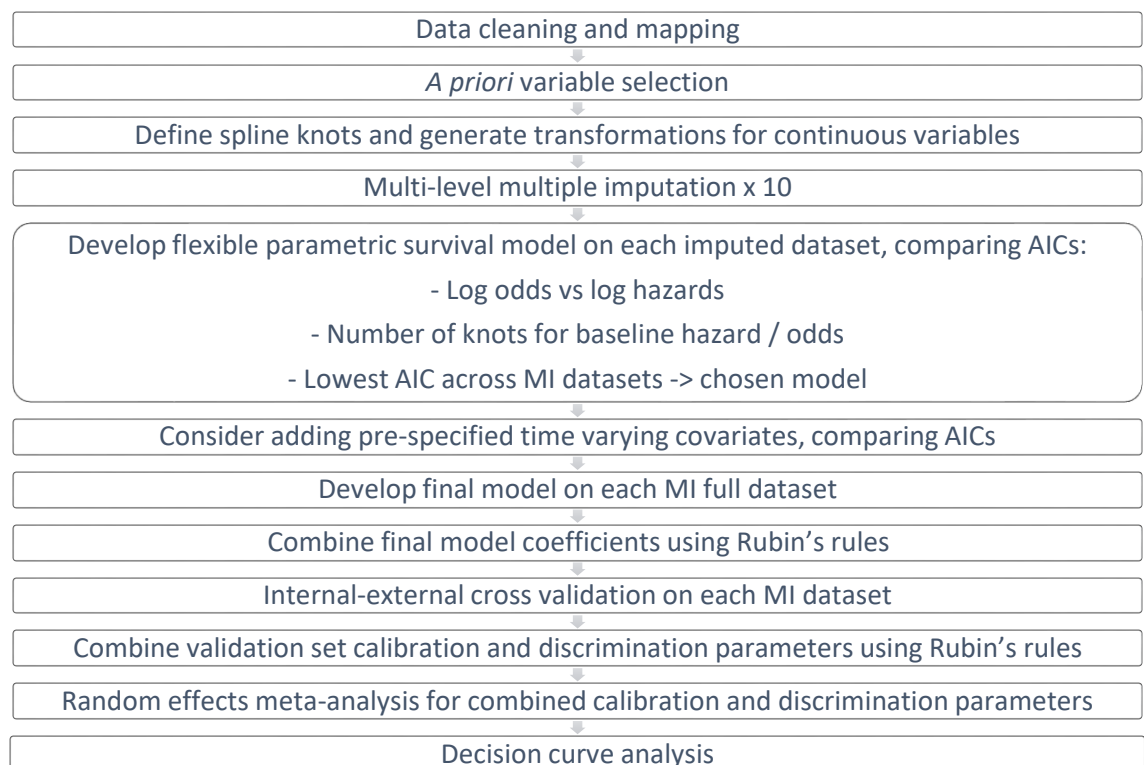 Data cleaning and mapping
A priori variable selection
Define spline knots and generate transformations for continuous variables
Multi-level multiple imputation x 10
Develop flexible parametric survival model on each imputed dataset, comparing AICs:
- Log odds vs log hazards
- Number of knots for baseline hazard / odds
- Lowest AIC across MI datasets -> chosen model
Consider adding pre-specified time varying covariates, comparing AICs
Develop final model on each MI full dataset
Combine final model coefficients using Rubin’s rules
Internal-external cross validation on each MI dataset
Combine validation set calibration and discrimination parameters using Rubin’s rules
Random effects meta-analysis for combined calibration and discrimination parameters
Decision curve analysis